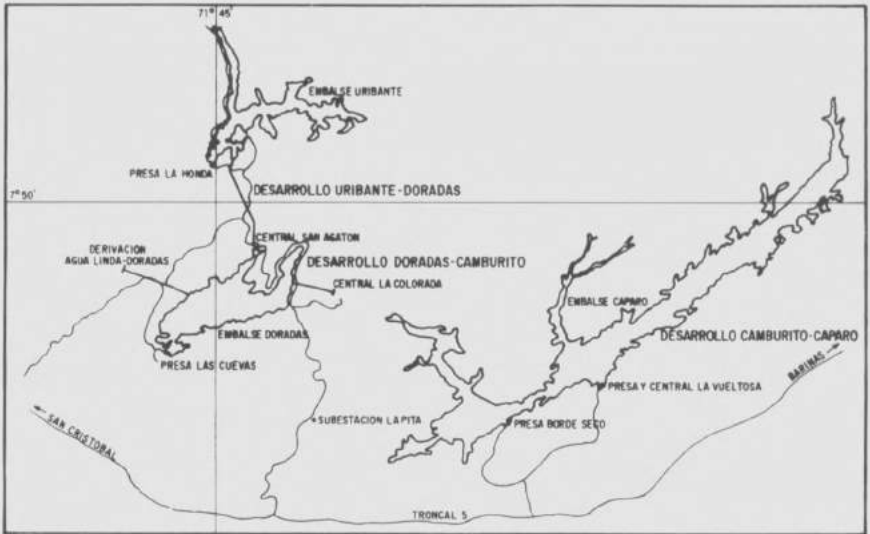 71° 45'
EMBALSE URIBANTE
PRESA LA HONDA
DESARROLLO URIBANTE-DORADAS
7° 50'
CENTRAL SAN AGATON
DERIVACION
AGUA LINDA-DORADAS
DESARROLLO DORADAS-CAMBURITO
CENTRAL LA COLORADA
EMBALSE CAPARO
EMBALSE DORADAS
DESARROLLO CAMBURITO-CAPARO
PRESA LAS CUEVAS
BARINAS
PRESA Y CENTRAL LA VUELTOSA
SAN CRISTOBAL
SUBESTACION LA PITA
PRESA BORDE SECO
TRONCAL 5